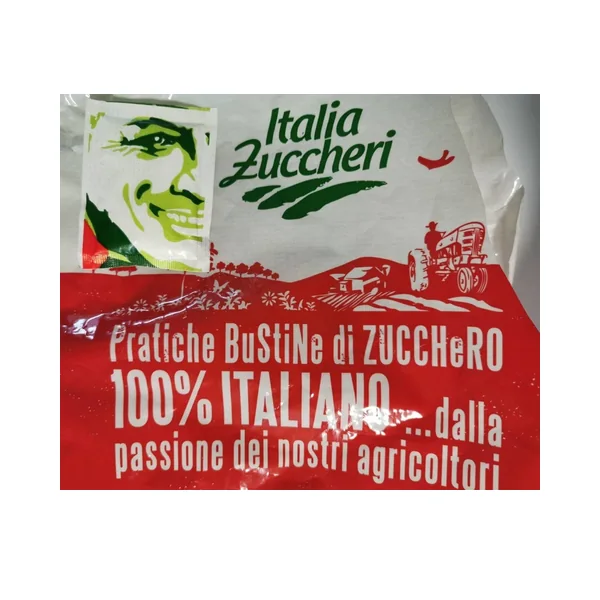 Italia
Zuccheri
Pratiche BuStiNe di ZUCCHeRO
100% ITALIANO ...dalla
passione dei nostri agricoltori